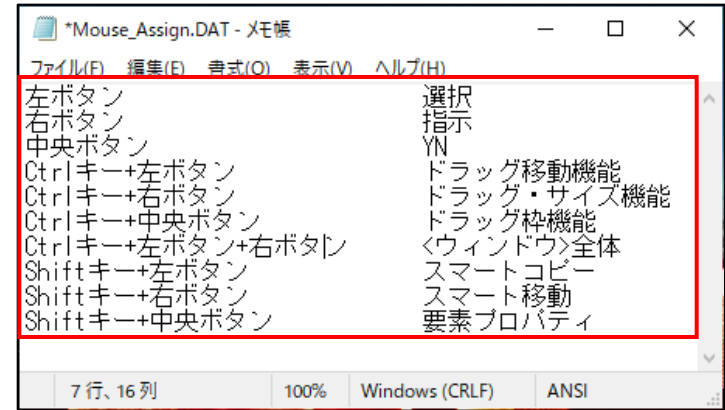 *Mouse_Assign.DAT - メモ帳
ファイル(F) 編集(E) 書式(O) 表示(V) ヘルプ(H)
左ボタン 選択
右ボタン 指示
中央ボタン YN
Ctrlキー+左ボタン ドラッグ移動機能
Ctrlキー+右ボタン ドラッグ・サイズ機能
Ctrlキー+中央ボタン ドラッグ枠機能
Ctrlキー+左ボタン+右ボタン <ウィンドウ>全体
Shiftキー+左ボタン スマートコピー
Shiftキー+右ボタン スマート移動
Shiftキー+中央ボタン 要素プロパティ
7 行、16 列 100% Windows (CRLF) ANSI